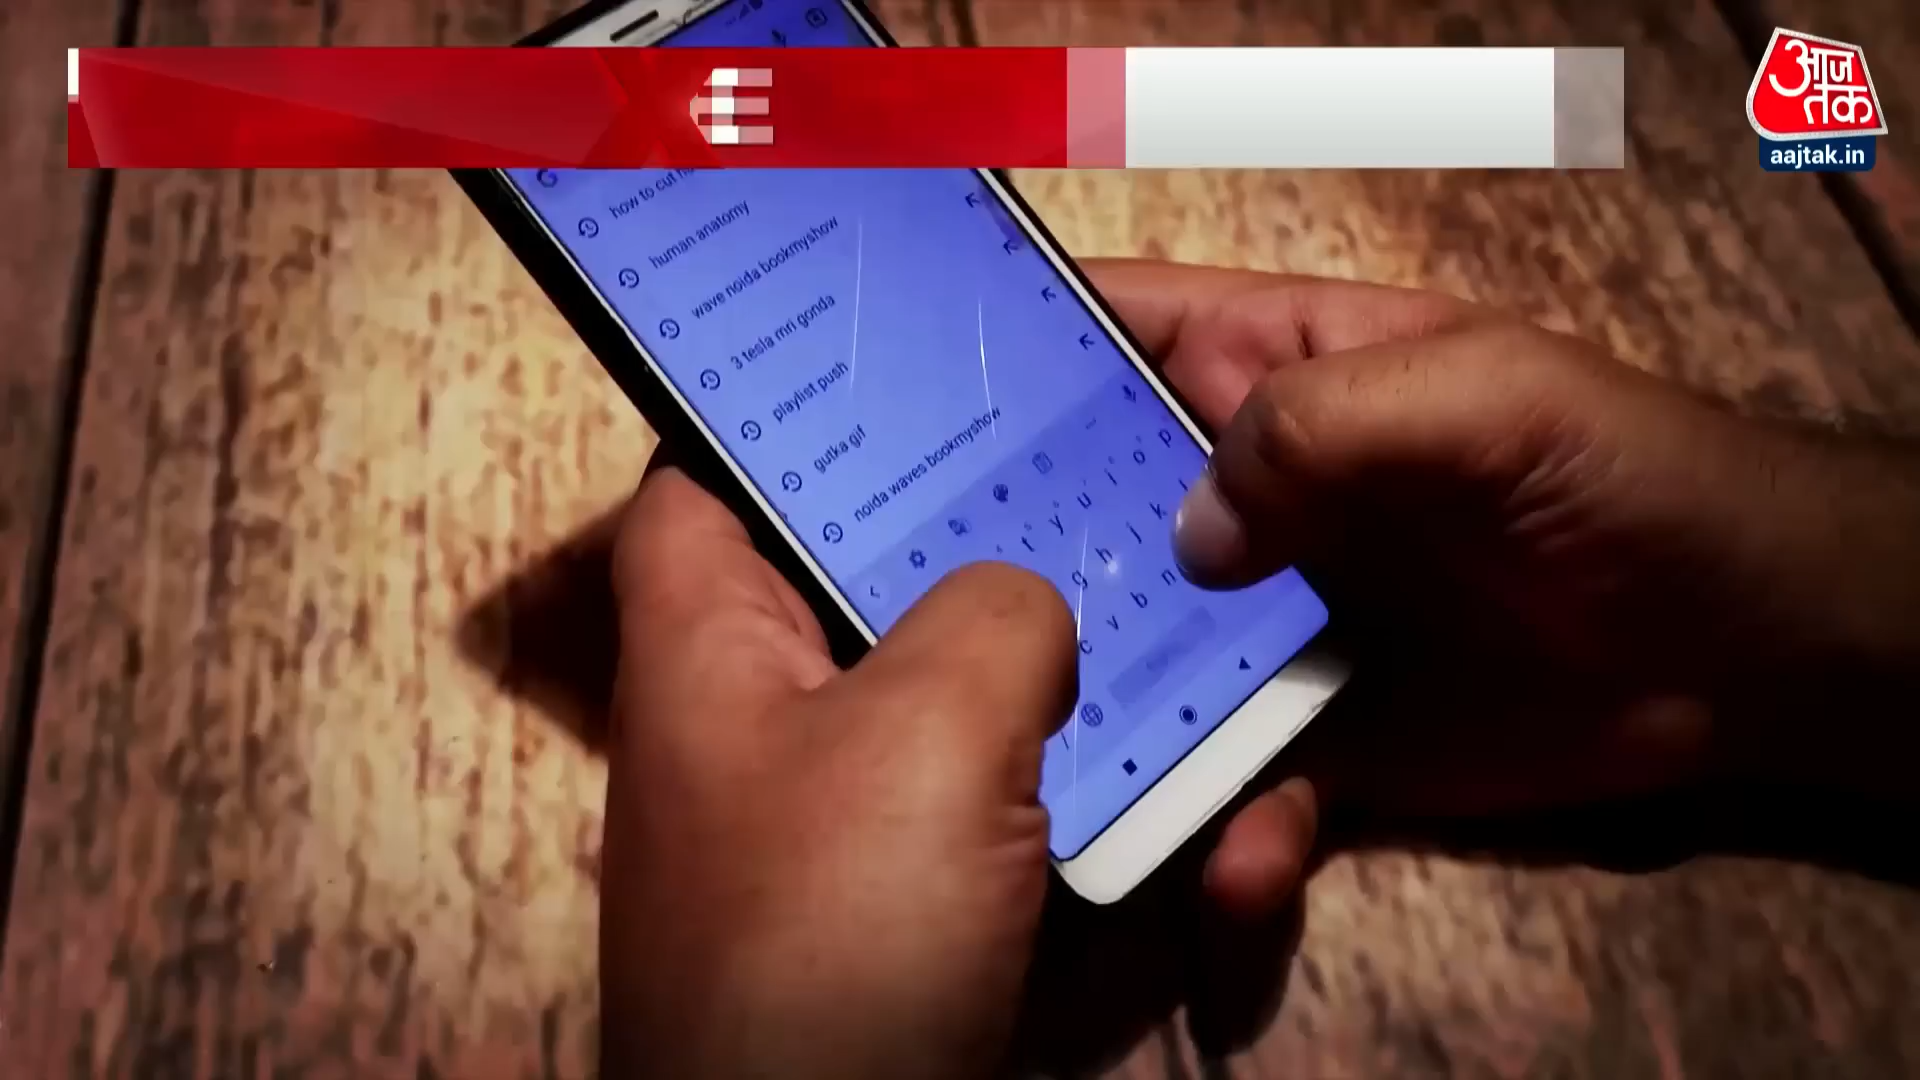 आज
तक
aajtak.in
how to cut
human anatomy
wave noida bookmyshow
3 tesla mri gonda
playlist push
gutka gif
noida waves bookmyshow
t y u i o p
g h j k
c v b n